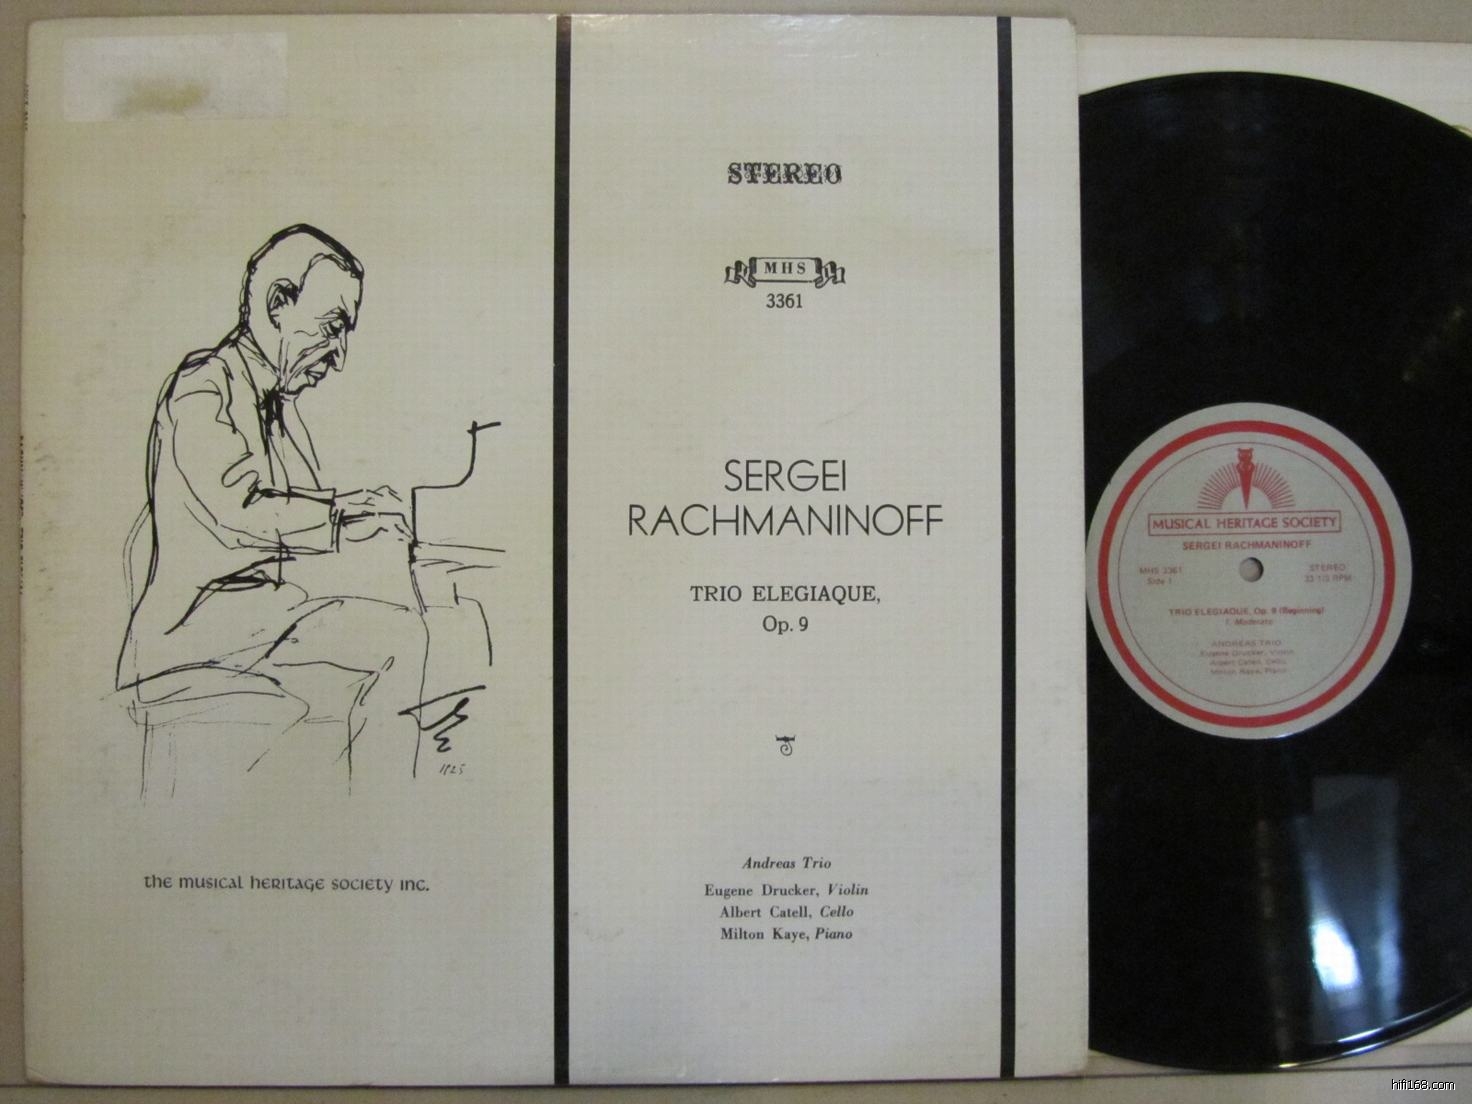 STEREO
MHS
3361
SERGEI
RACHMANINOFF
TRIO ELEGIAQUE,
Op. 9
Andreas Trio
Eugene Drucker, Violin
Albert Catell, Cello
Milton Kaye, Piano
the musical heritage society inc.
1925
MUSICAL HERITAGE SOCIETY
SERGEI RACHMANINOFF
MHS 3361
Side 1
STEREO
33 1/3 RPM
TRIO ELEGIAQUE, Op. 9 (Beginning)
1. Moderato
ANDREAS TRIO
Eugene Drucker, Violin
Albert Catell, Cello
Milton Kaye, Piano
hifi168.com